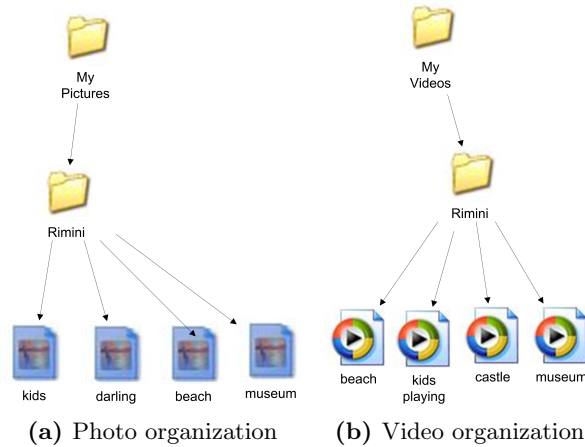 My
Pictures
Rimini
kids
darling
beach
museum
(a) Photo organization
My
Videos
Rimini
beach
kids
playing
castle
museum
(b) Video organization